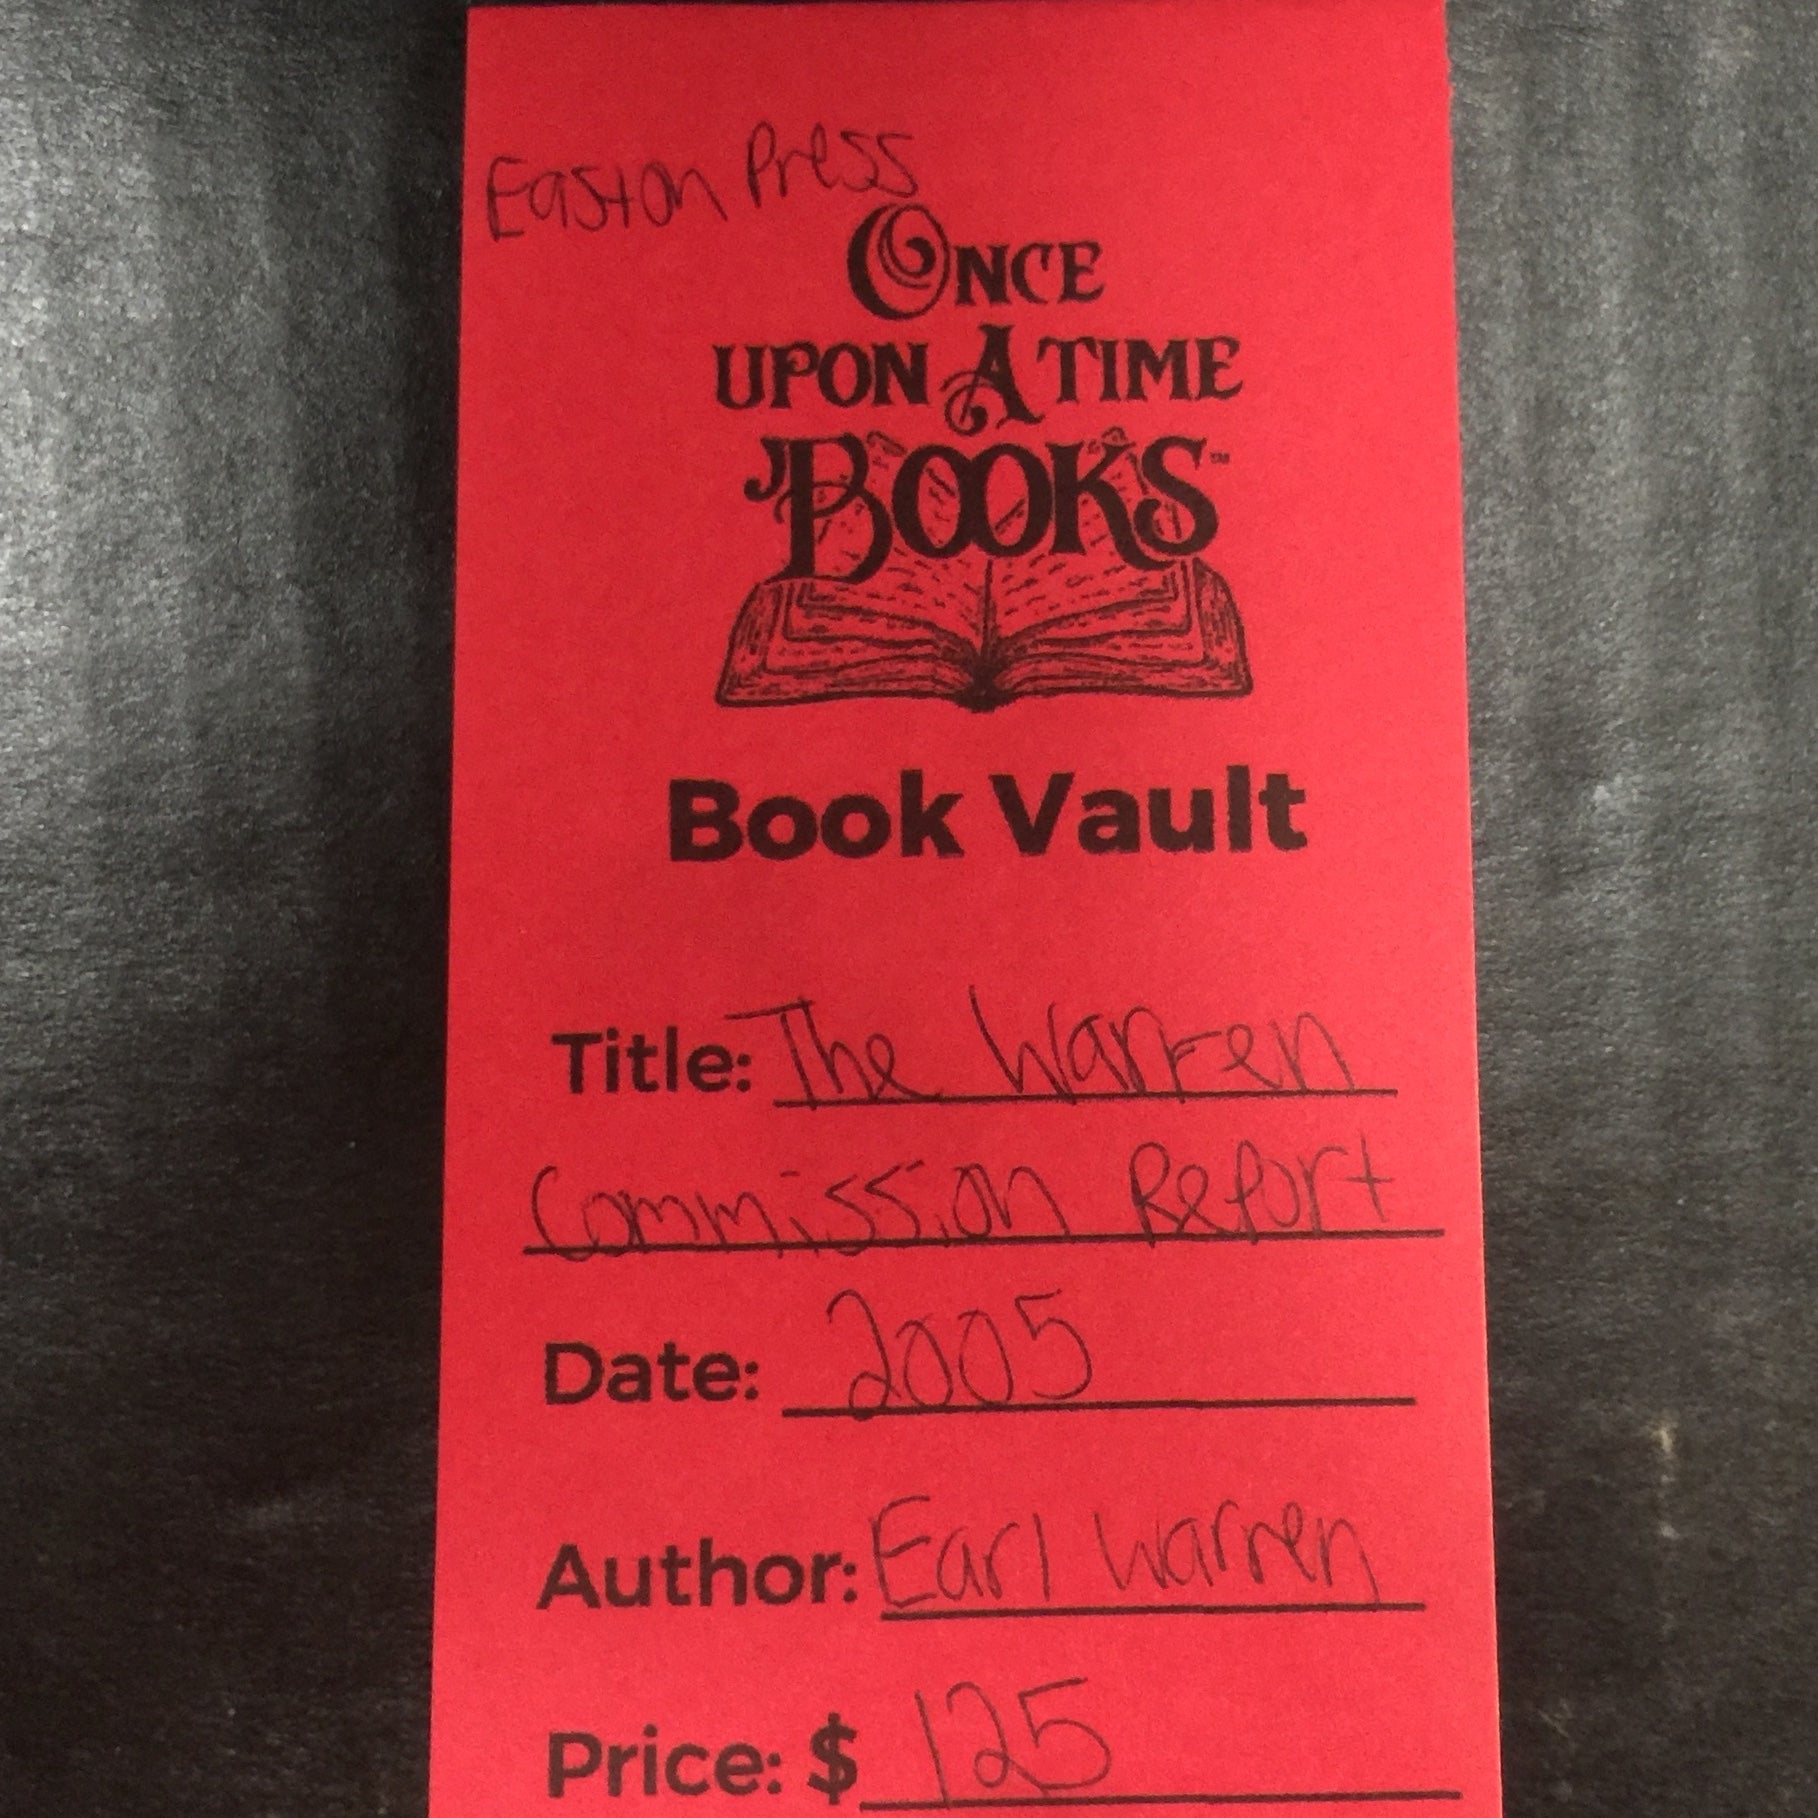 Easton Press
ONCE
UPON A TIME
BOOKS™
Book Vault
Title: The Warren
Commission Report
Date: 2005
Author: Earl Warren
Price: $ 125